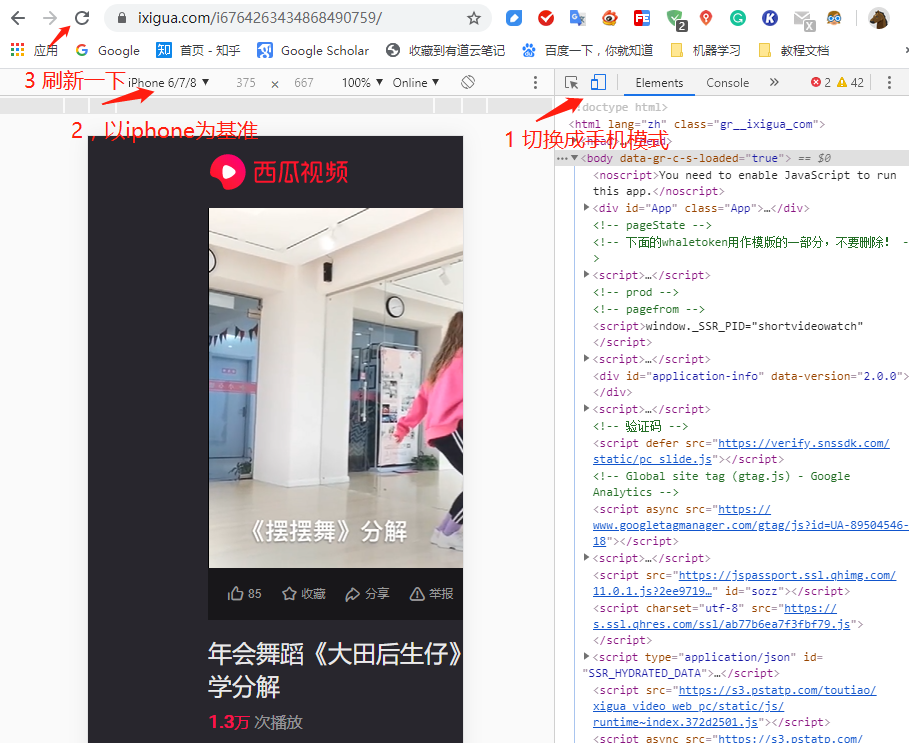 ixigua.com/i6764263434868490759/
应用 Google 首页 - 知乎 Google Scholar 收藏到有道云笔记 百度一下，你就知道 机器学习 教程文档
3 刷新一下
iPhone 6/7/8 ▼ 375 × 667 100% ▼ Online ▼
Elements Console » 2 42
2，以iphone为基准
1 切换成手机模式
西瓜视频
《摆摆舞》分解
85 收藏 分享 举报
年会舞蹈《大田后生仔》
学分解
1.3万 次播放
doctype html>
<html lang="zh" class="gr__ixigua_com">
<body data-gr-c-s-loaded="true"> == $0
<noscript>You need to enable JavaScript to run
this app.</noscript>
<div id="App" class="App">…</div>
<!-- pageState -->
<!-- 下面的whaletoken用作模版的一部分，不要删除！ -
>
<script>…</script>
<!-- prod -->
<!-- pagefrom -->
<script>window._SSR_PID="shortvideowatch"
</script>
<script>…</script>
<div id="application-info" data-version="2.0.0">
</div>
<script>…</script>
<!-- 验证码 -->
<script defer src="https://verify.snssdk.com/
static/pc_slide.js"></script>
<!-- Global site tag (gtag.js) - Google
Analytics -->
<script async src="https://
www.googletagmanager.com/gtag/js?id=UA-89504546-
18"></script>
<script>…</script>
<script src="https://jspassport.ssl.qhimg.com/
11.0.1.js?2ee9719…" id="sozz"></script>
<script charset="utf-8" src="https://
s.ssl.qhres.com/ssl/ab77b6ea7f3fbf79.js">
</script>
<script type="application/json" id=
"SSR_HYDRATED_DATA">…</script>
<script src="https://s3.pstatp.com/toutiao/
xigua_video_web_pc/static/js/
runtime~index.372d2501.js"></script>
<script async src="https://s3.pstatp.com/